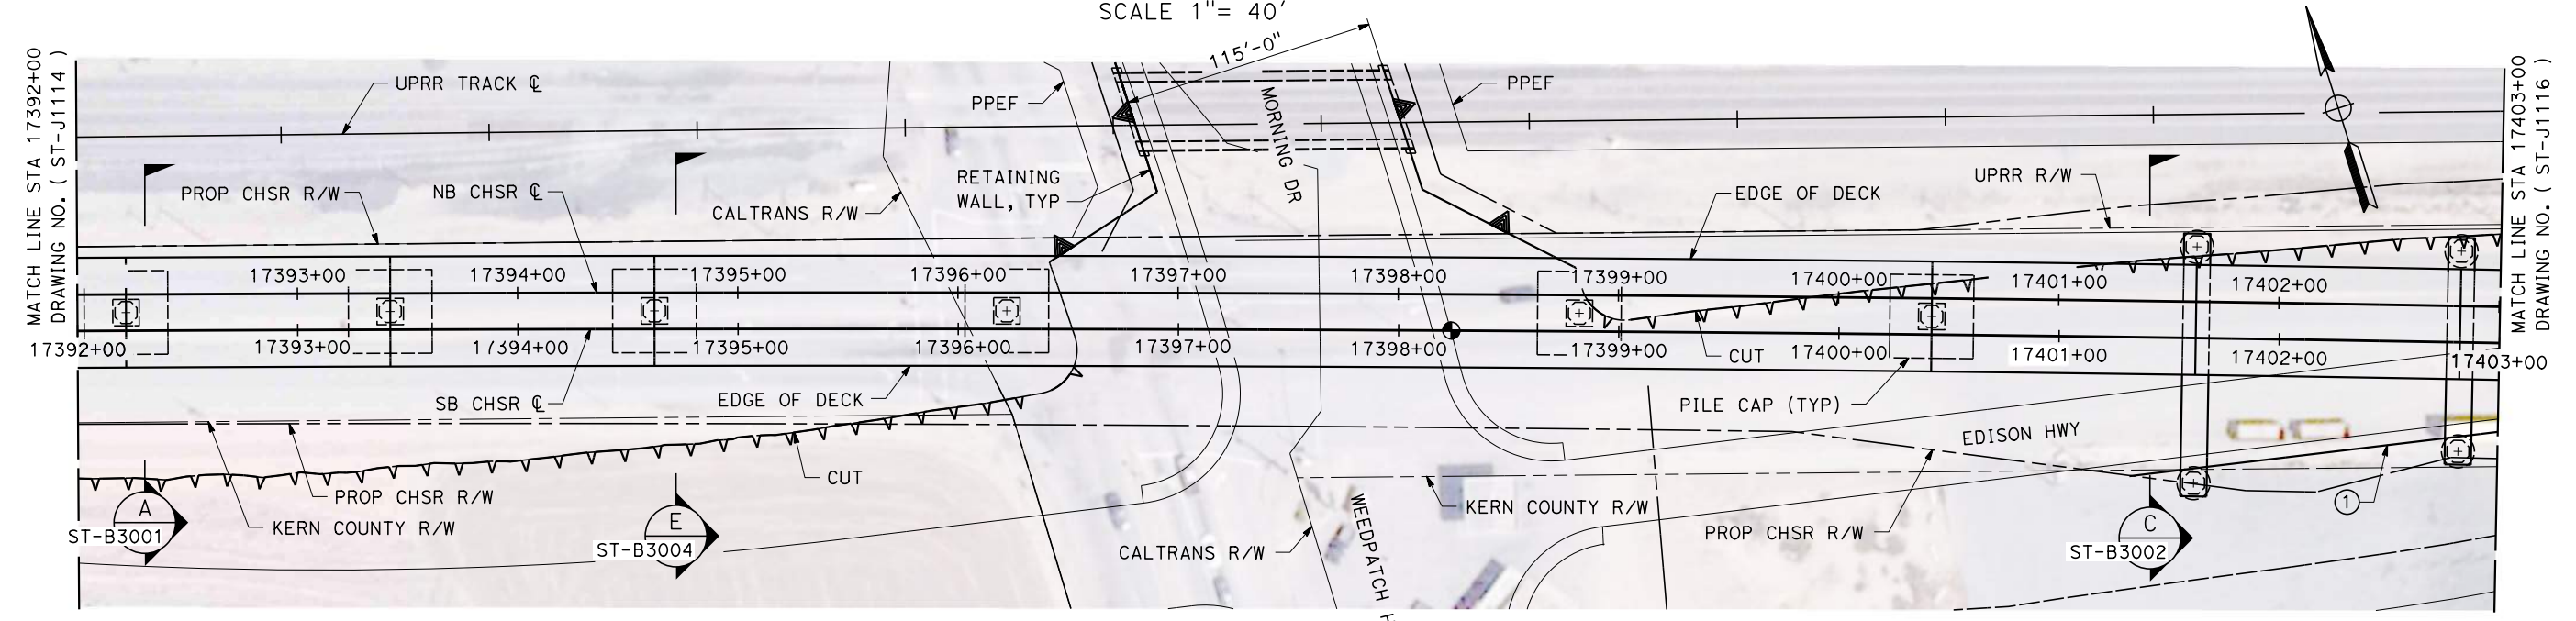 SCALE 1"= 40'
115'-0"
MATCH LINE STA 17392+00
DRAWING NO. ( ST-J1114 )
UPRR TRACK ℄
PPEF
MORNING DR
PPEF
MATCH LINE STA 17403+00
DRAWING NO. ( ST-J1116 )
PROP CHSR R/W
NB CHSR ℄
CALTRANS R/W
RETAINING
WALL, TYP
EDGE OF DECK
UPRR R/W
17393+00
17394+00
17395+00
17396+00
17397+00
17398+00
17399+00
17400+00
17401+00
17402+00
17392+00
17393+00
17394+00
17395+00
17396+00
17397+00
17398+00
17399+00
CUT
17400+00
17401+00
17402+00
17403+00
SB CHSR ℄
EDGE OF DECK
PILE CAP (TYP)
EDISON HWY
CUT
PROP CHSR R/W
KERN COUNTY R/W
KERN COUNTY R/W
PROP CHSR R/W
1
A
ST-B3001
E
ST-B3004
CALTRANS R/W
WEEDPATCH H
C
ST-B3002